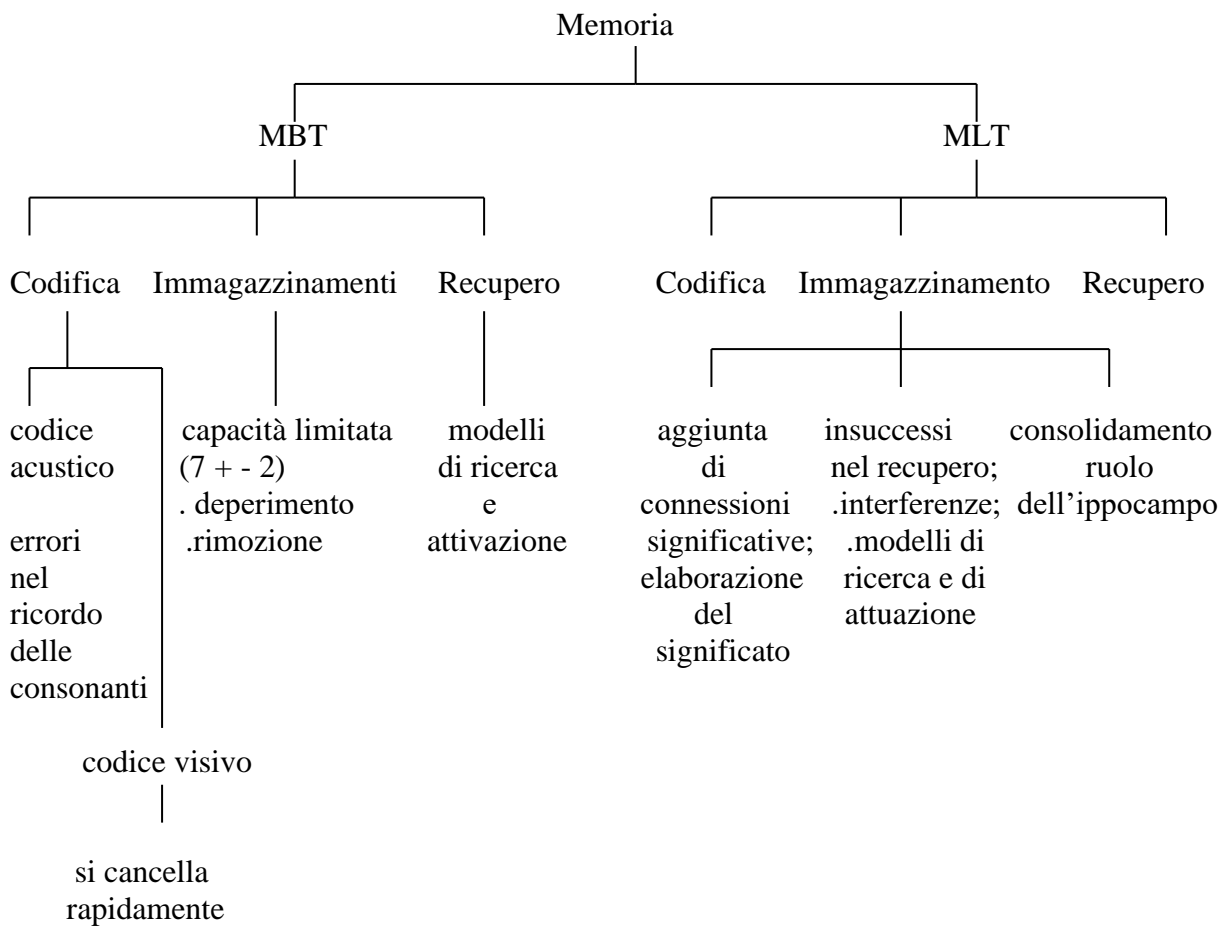 Memoria
MBT MLT
Codifica Immagazzinamenti Recupero Codifica Immagazzinamento Recupero
codice
acustico
errori
nel
ricordo
delle
consonanti
capacità limitata
(7 + - 2)
. deperimento
.rimozione
modelli
di ricerca
e
attivazione
aggiunta
di
connessioni
significative;
elaborazione
del
significato
insuccessi
nel recupero;
.interferenze;
.modelli di
ricerca e di
attuazione
consolidamento
ruolo
dell’ippocampo
codice visivo
si cancella
rapidamente